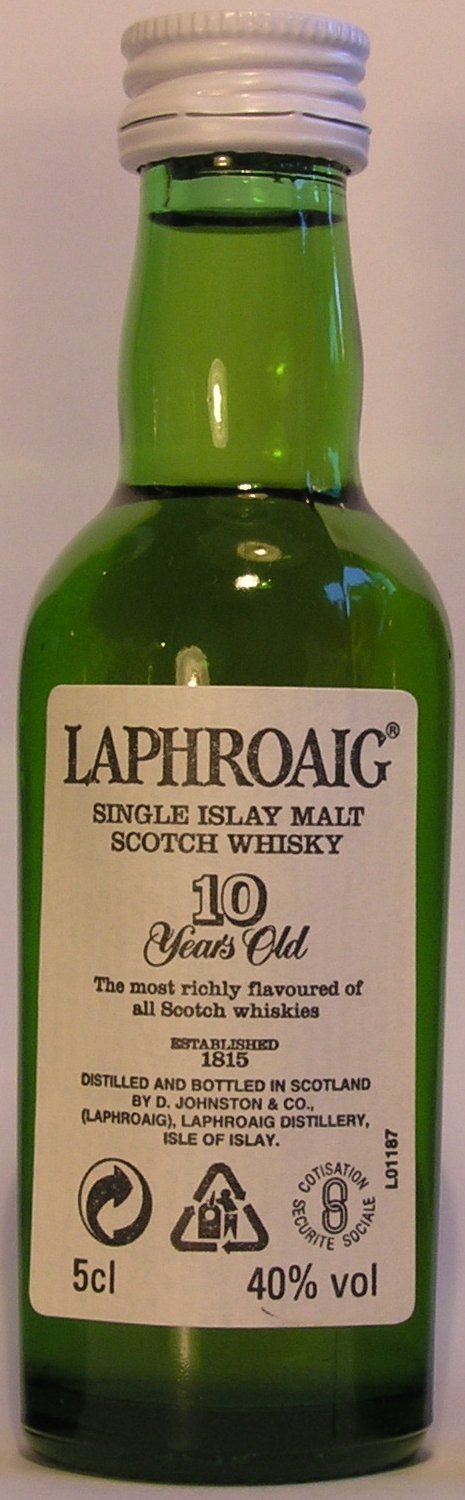 LAPHROAIG®
SINGLE ISLAY MALT
SCOTCH WHISKY
10
Years Old
The most richly flavoured of
all Scotch whiskies
ESTABLISHED
1815
DISTILLED AND BOTTLED IN SCOTLAND
BY D. JOHNSTON & CO.,
(LAPHROAIG), LAPHROAIG DISTILLERY,
ISLE OF ISLAY.
L01187
COTISATION
SECURITE SOCIALE
5cl
40% vol